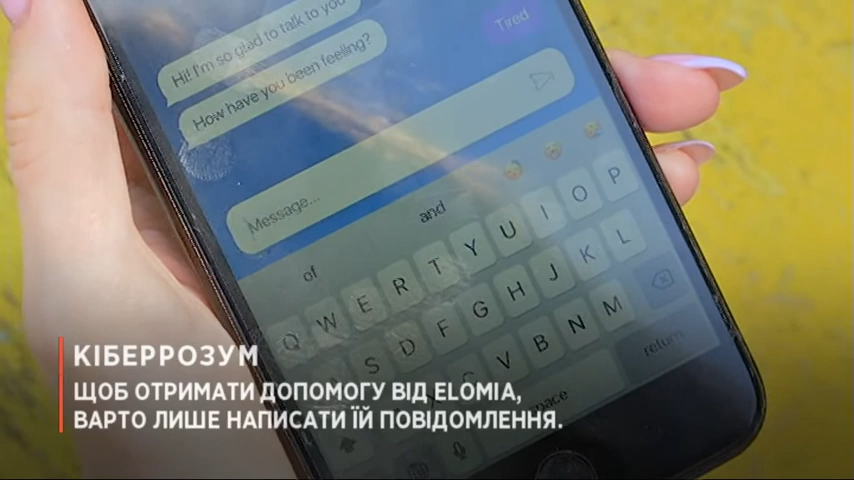 Tired
Hi! I'm so glad to talk to you
How have you been feeling?
Message...
of and
Q W E R T Y U I O P
S D F G H J K L
X C V B N M
space return
КІБЕРРОЗУМ
ЩОБ ОТРИМАТИ ДОПОМОГУ ВІД ELOMIA,
ВАРТО ЛИШЕ НАПИСАТИ ЇЙ ПОВІДОМЛЕННЯ.